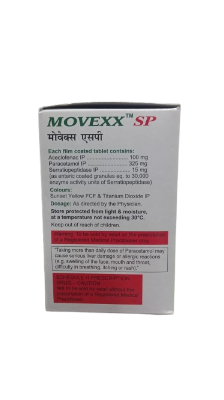 MOVEXX™ SP
मोवेक्स एसपी
Each film coated tablet contains:
Aceclofenac IP .................. 100 mg
Paracetamol IP .................. 325 mg
Serratiopeptidase IP ............ 15 mg
(as enteric coated granules eq. to 30,000
enzyme activity units of Serratiopeptidase)
Colours:
Sunset Yellow FCF & Titanium Dioxide IP
Dosage: As directed by the Physician.
Store protected from light & moisture,
at a temperature not exceeding 30°C.
Keep out of reach of children.
"Taking more than daily dose of Paracetamol may
cause serious liver damage or allergic reactions
(e.g. swelling of the face, mouth and throat,
difficulty in breathing, itching or rash)."